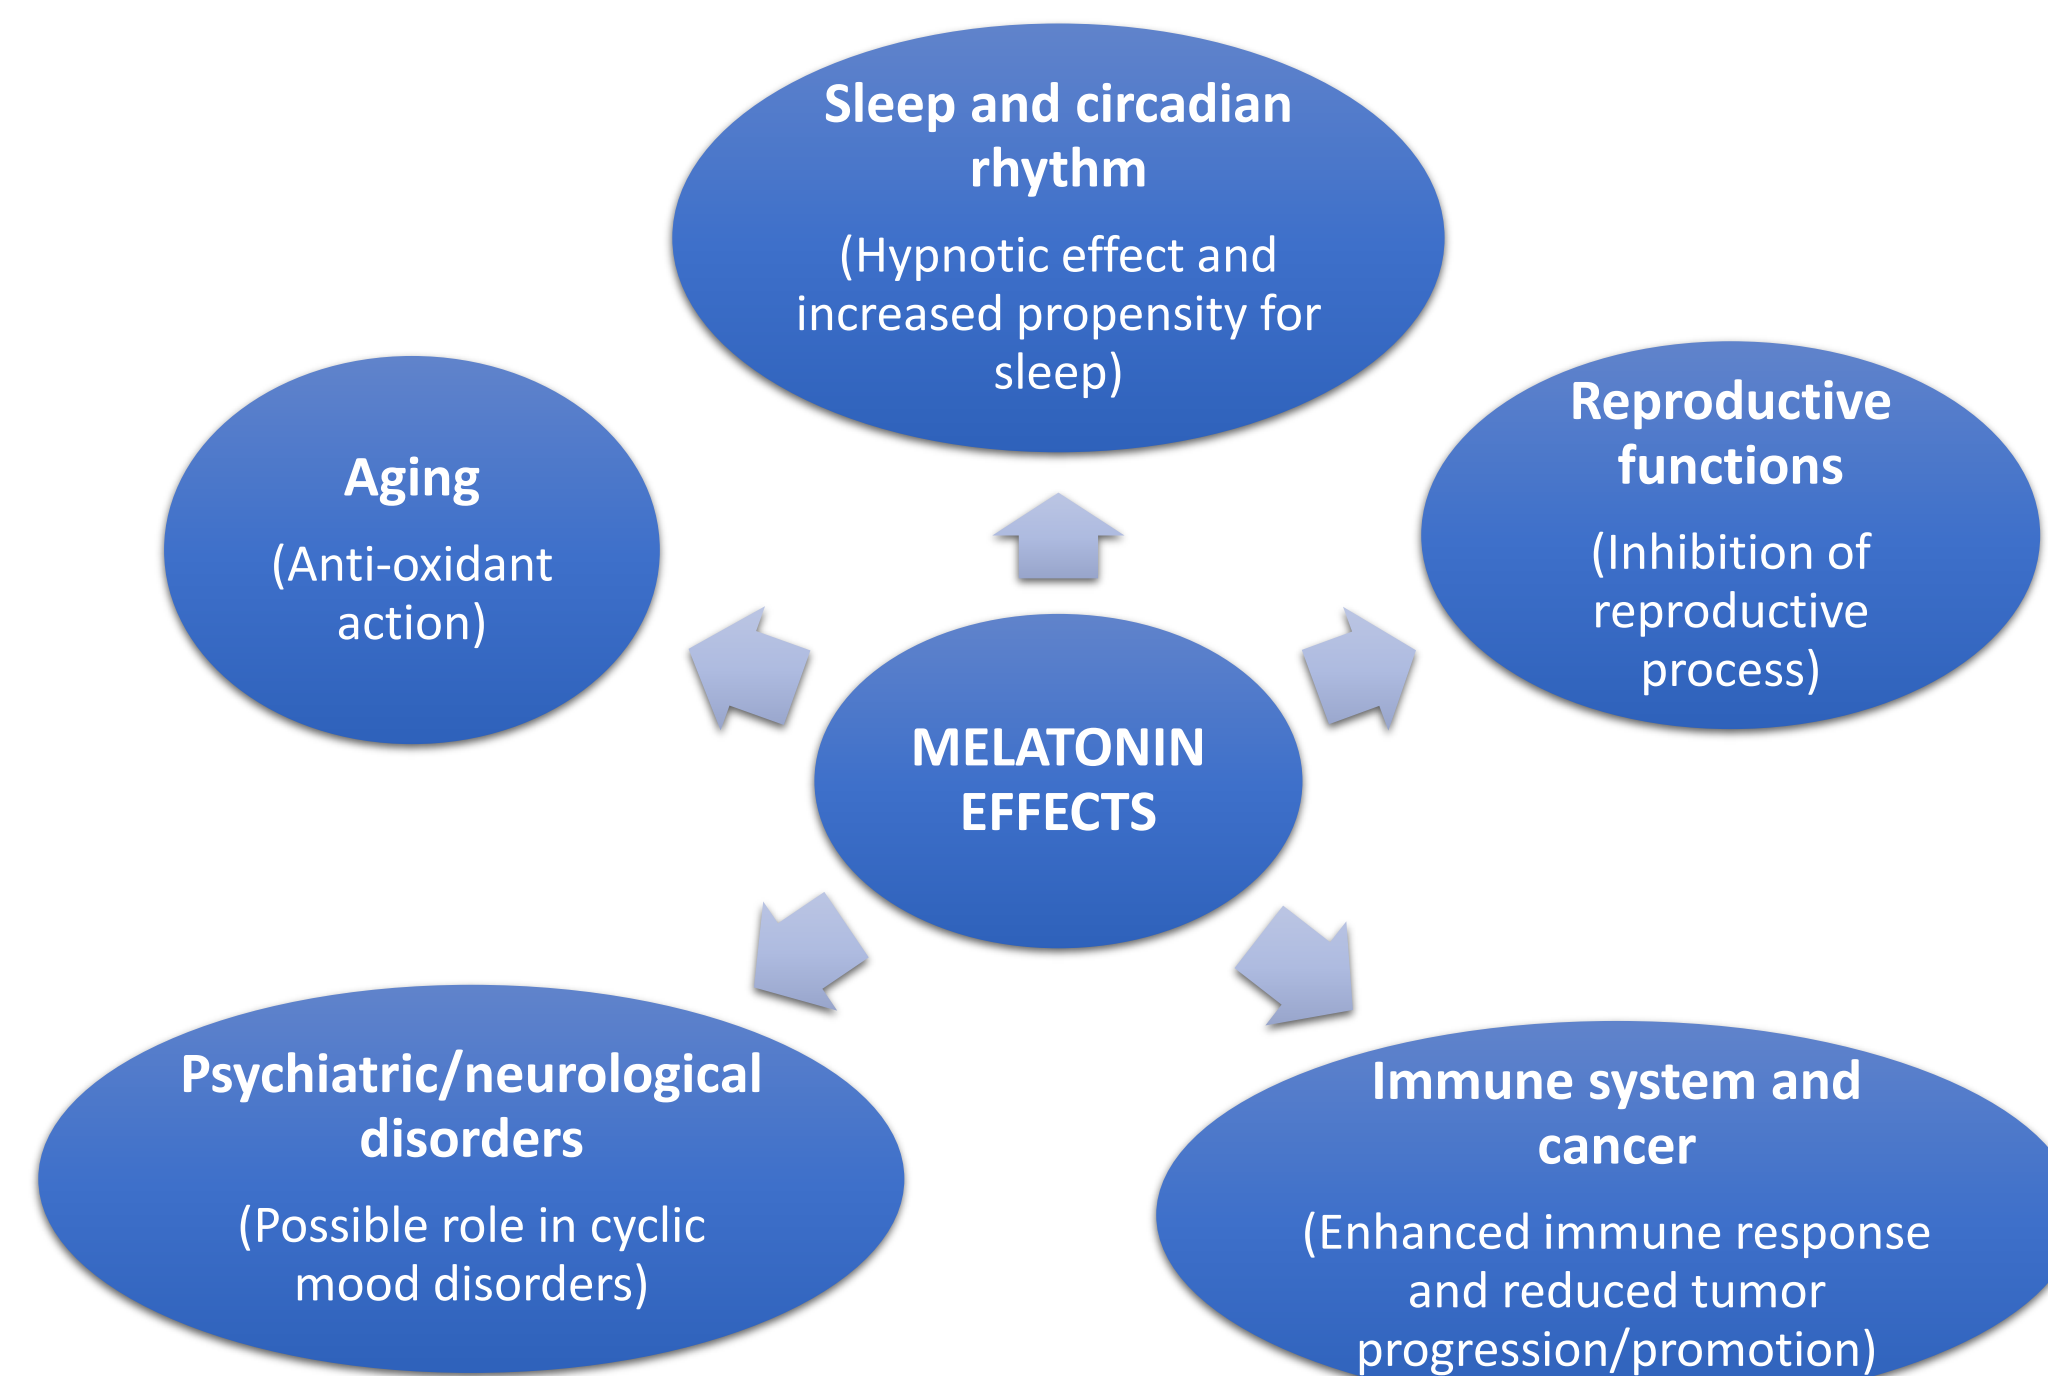 Sleep and circadian
rhythm
(Hypnotic effect and
increased propensity for
sleep)
Aging
(Anti-oxidant
action)
Reproductive
functions
(Inhibition of
reproductive
process)
MELATONIN
EFFECTS
Psychiatric/neurological
disorders
(Possible role in cyclic
mood disorders)
Immune system and
cancer
(Enhanced immune response
and reduced tumor
progression/promotion)